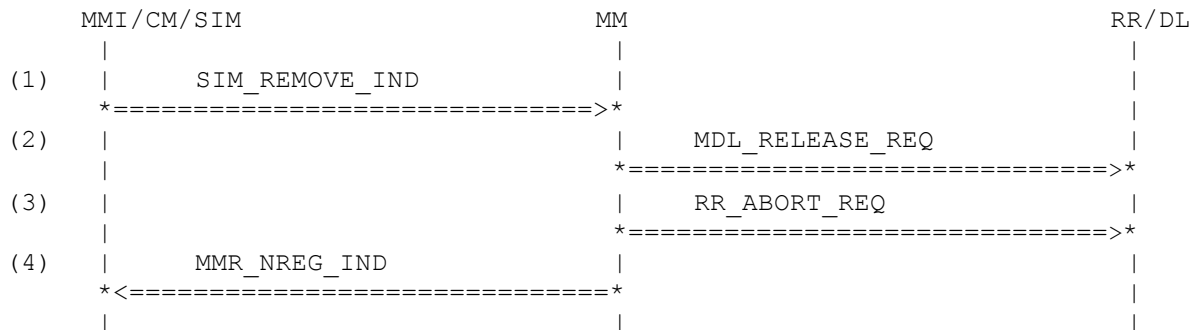 MMI/CM/SIM MM RR/DL
(1) SIM_REMOVE_IND
(2) MDL_RELEASE_REQ
(3) RR_ABORT_REQ
(4) MMR_NREG_IND